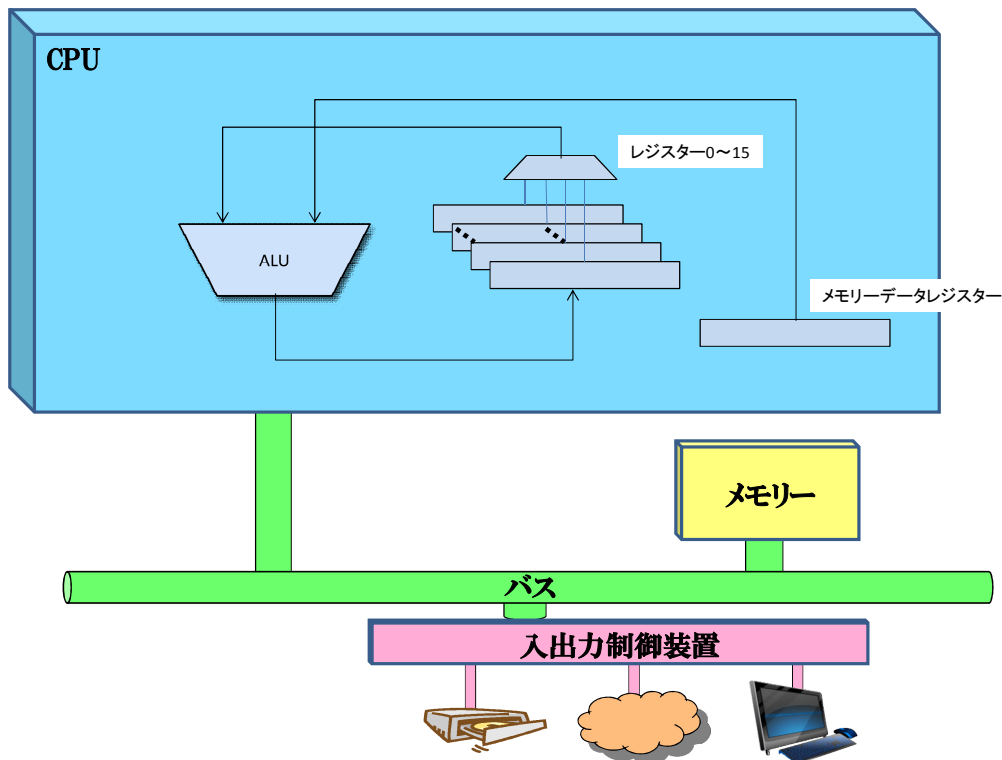 CPU
レジスター0～15
ALU
メモリーデータレジスター
メモリー
バス
入出力制御装置